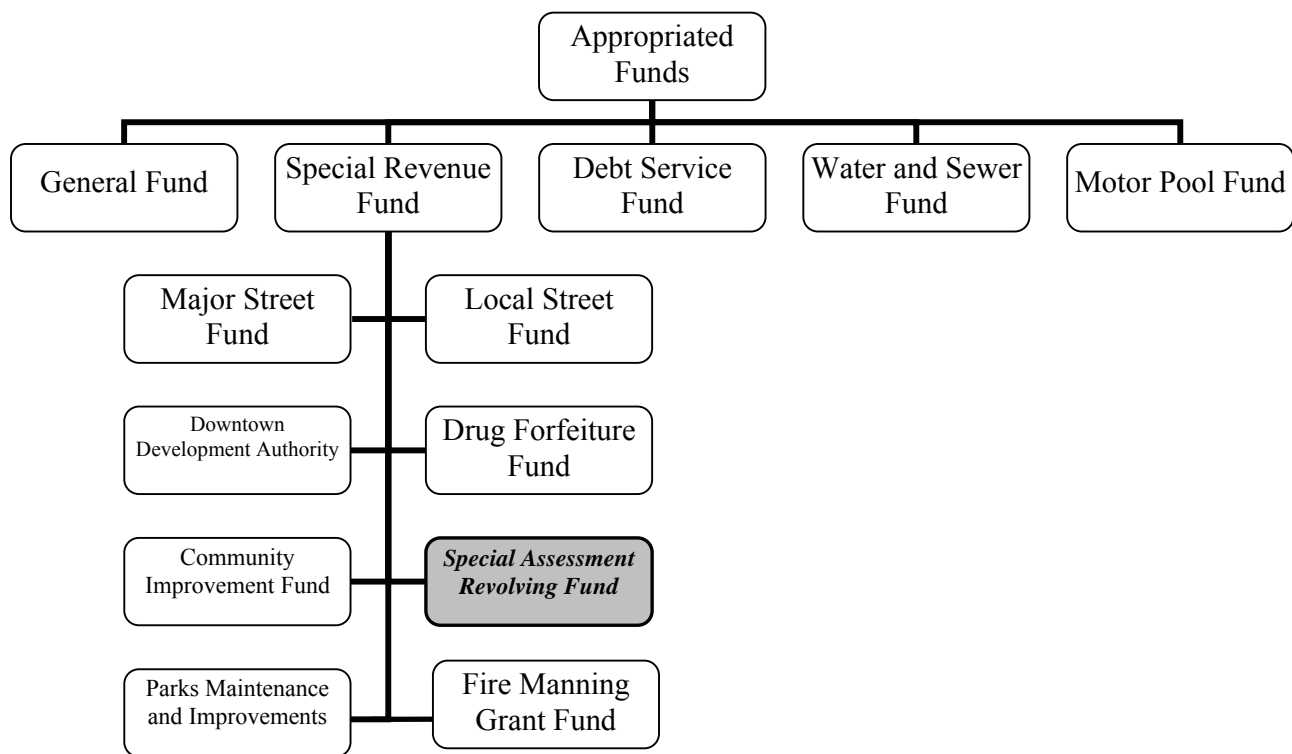 Appropriated
Funds
General Fund
Special Revenue
Fund
Debt Service
Fund
Water and Sewer
Fund
Motor Pool Fund
Major Street
Fund
Local Street
Fund
Downtown
Development Authority
Drug Forfeiture
Fund
Community
Improvement Fund
Special Assessment
Revolving Fund
Parks Maintenance
and Improvements
Fire Manning
Grant Fund